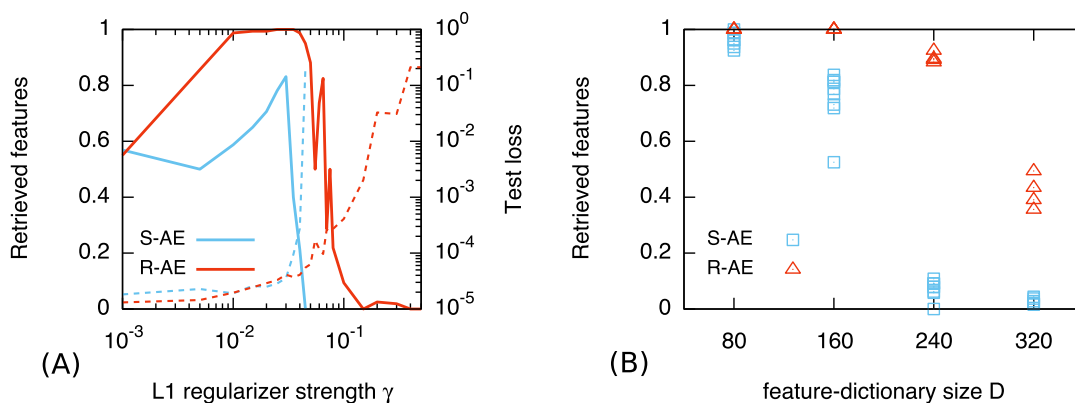 Retrieved features
1
0.8
0.6
0.4
0.2
0
10^0
10^-1
10^-2
10^-3
10^-4
10^-5
Test loss
S-AE
R-AE
10^-3
10^-2
10^-1
(A)
L1 regularizer strength γ
Retrieved features
1
0.8
0.6
0.4
0.2
0
S-AE
R-AE
80
160
240
320
(B)
feature-dictionary size D